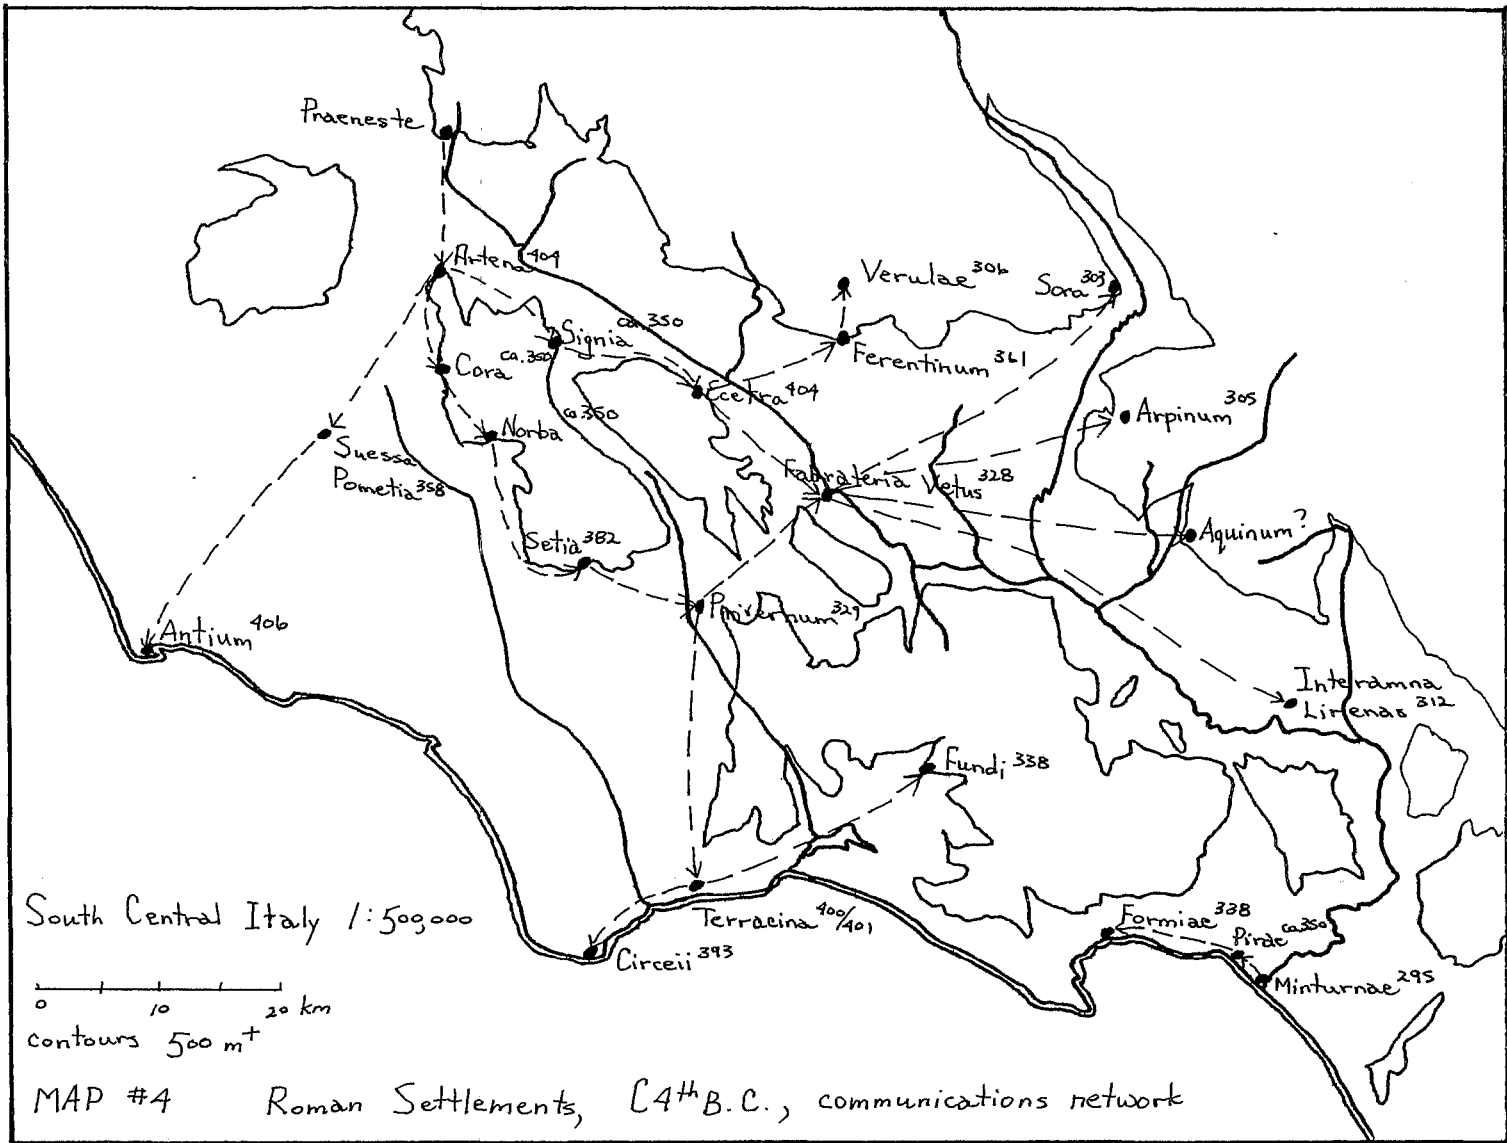 Praeneste
Artena 404
Verulae 306
Sora 303
Signia ca. 350
Ferentinum 361
Cora ca. 350
Ecetra 404
Arpinum 305
Norba ca. 350
Suessa
Pometia 358
Fabrateria Vetus 328
Setia 382
Aquinum?
Antium 406
Privernum 329
Interamna
Lirenas 312
Fundi 338
South Central Italy 1:500,000
Terracina 400/401
Formiae 338
Pirae ca 350
Circeii 393
Minturnae 295
0 10 20 km
contours 500 m+
MAP #4 Roman Settlements, C4th B.C., communications network